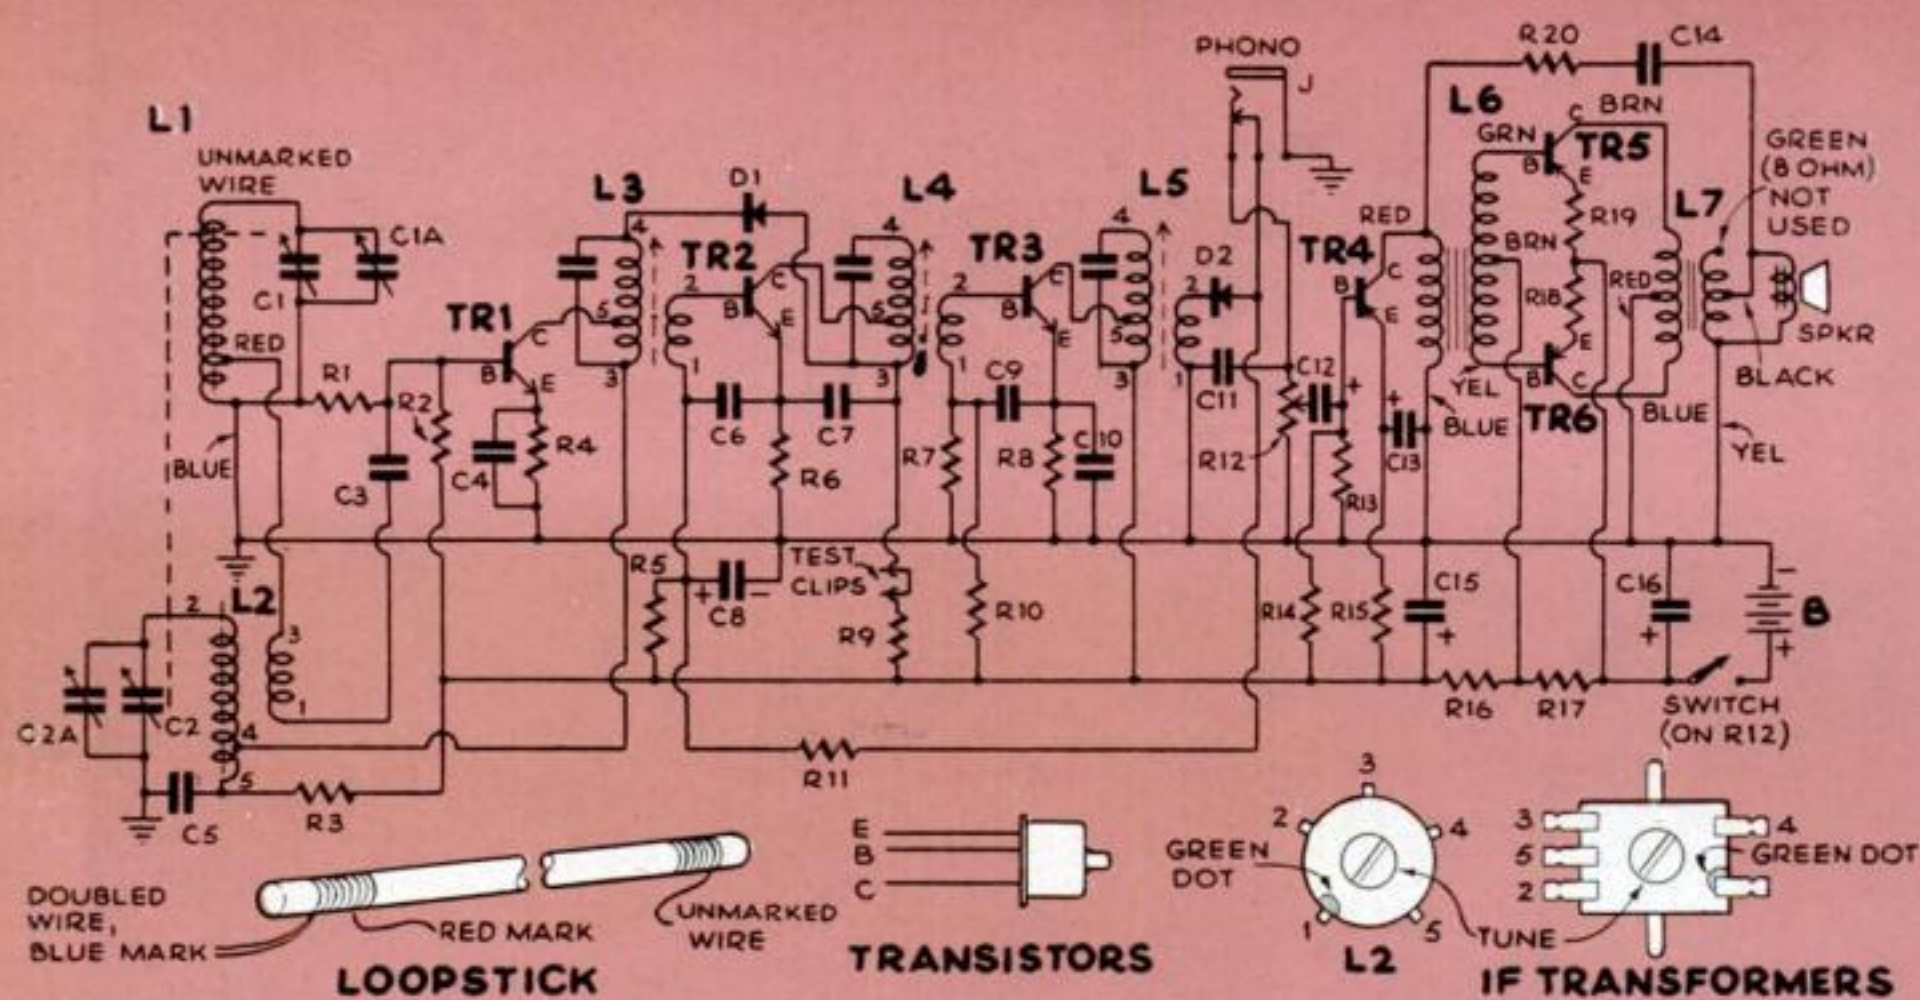 L1
UNMARKED
WIRE
C1
C1A
RED
BLUE
R1
R2
C3
TR1
B
C
E
C4
R4
L3
4
5
3
D1
2
1
TR2
B
C
E
C6
C7
R6
L4
4
5
3
2
1
TR3
B
C
E
C9
R7
R8
C10
L5
4
5
3
2
1
D2
C11
PHONO
J
R12
C12
+
TR4
B
C
E
RED
R13
+
C13
BLUE
R20
C14
L6
GRN
BRN
YEL
BRN
C
TR5
B
E
R19
R18
E
B
C
TR6
BLUE
RED
L7
GREEN
(8 OHM)
NOT
USED
SPKR
BLACK
YEL
2
L2
3
1
4
5
C2A
C2
C5
R3
R5
+
C8
-
TEST
CLIPS
R9
R10
R11
R14
R15
C15
+
C16
+
-
B
+
R16
R17
SWITCH
(ON R12)
DOUBLED
WIRE,
BLUE MARK
RED MARK
UNMARKED
WIRE
LOOPSTICK
E
B
C
TRANSISTORS
3
2
4
GREEN
DOT
1
5
L2
TUNE
3
5
2
4
GREEN DOT
IF TRANSFORMERS